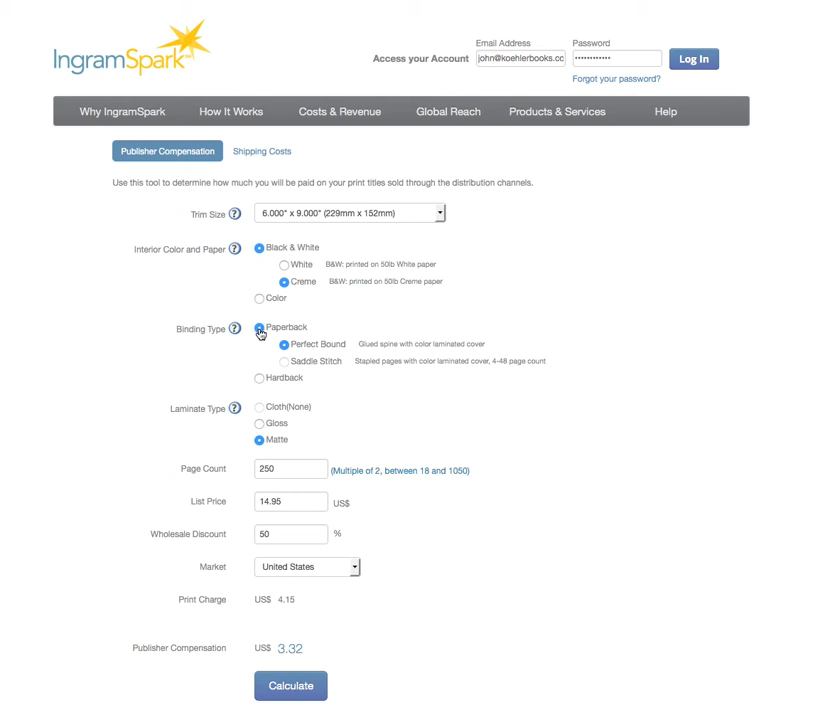 IngramSpark
Access your Account
Email Address
john@koehlerbooks.cc
Password
************
Log In
Forgot your password?
Why IngramSpark
How It Works
Costs & Revenue
Global Reach
Products & Services
Help
Publisher Compensation
Shipping Costs
Use this tool to determine how much you will be paid on your print titles sold through the distribution channels.
Trim Size ? 6.000" x 9.000" (229mm x 152mm)
Interior Color and Paper ? Black & White
White B&W: printed on 50lb White paper
Creme B&W: printed on 50lb Creme paper
Color
Binding Type ? Paperback
Perfect Bound Glued spine with color laminated cover
Saddle Stitch Stapled pages with color laminated cover, 4-48 page count
Hardback
Laminate Type ? Cloth(None)
Gloss
Matte
Page Count 250 (Multiple of 2, between 18 and 1050)
List Price 14.95 US$
Wholesale Discount 50 %
Market United States
Print Charge US$ 4.15
Publisher Compensation US$ 3.32
Calculate